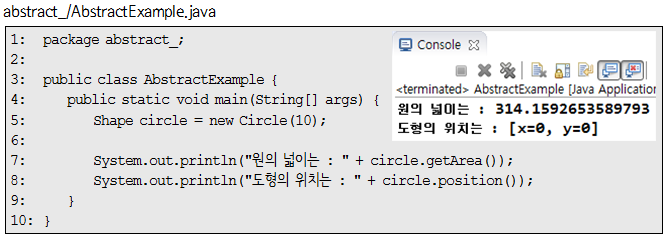 abstract_/AbstractExample.java
1: package abstract_;
2:
3: public class AbstractExample {
4: public static void main(String[] args) {
5: Shape circle = new Circle(10);
6:
7: System.out.println("원의 넓이는 : " + circle.getArea());
8: System.out.println("도형의 위치는 : " + circle.position());
9: }
10: }
Console
<terminated> AbstractExample [Java Application
원의 넓이는 : 314.1592653589793
도형의 위치는 : [x=0, y=0]